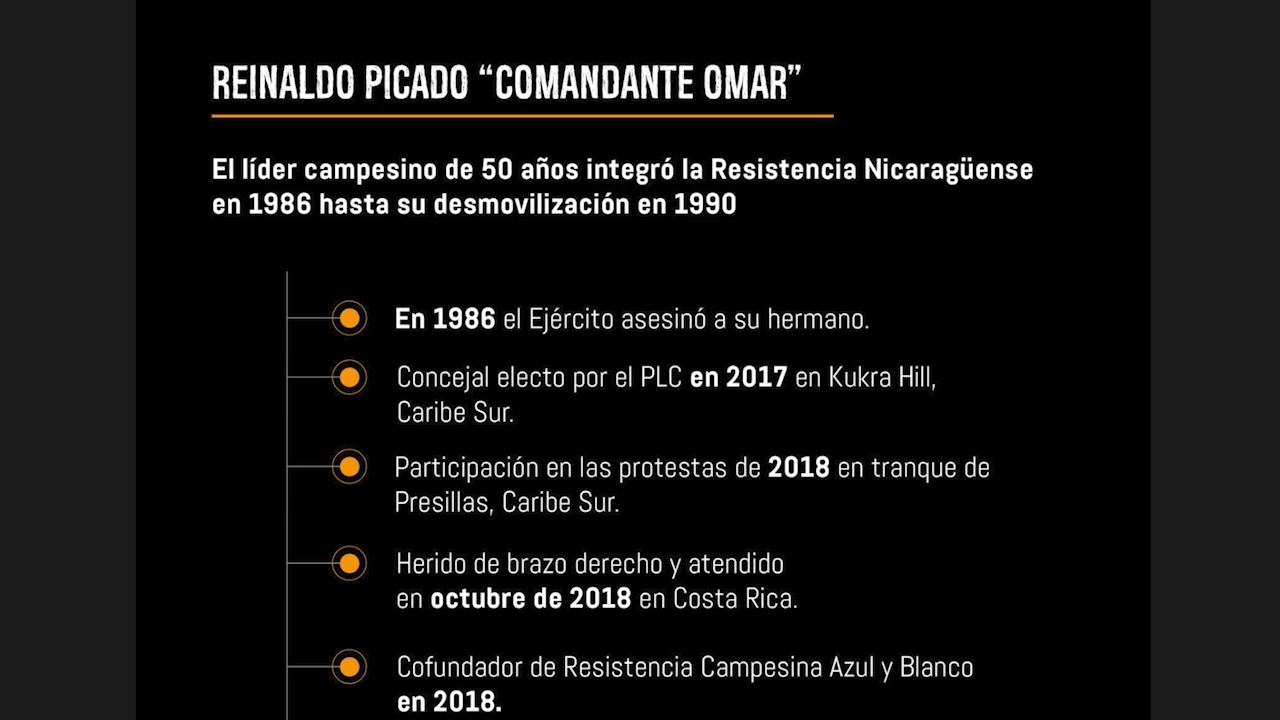 REINALDO PICADO “COMANDANTE OMAR”
El líder campesino de 50 años integró la Resistencia Nicaragüense
en 1986 hasta su desmovilización en 1990
En 1986 el Ejército asesinó a su hermano.
Concejal electo por el PLC en 2017 en Kukra Hill,
Caribe Sur.
Participación en las protestas de 2018 en tranque de
Presillas, Caribe Sur.
Herido de brazo derecho y atendido
en octubre de 2018 en Costa Rica.
Cofundador de Resistencia Campesina Azul y Blanco
en 2018.